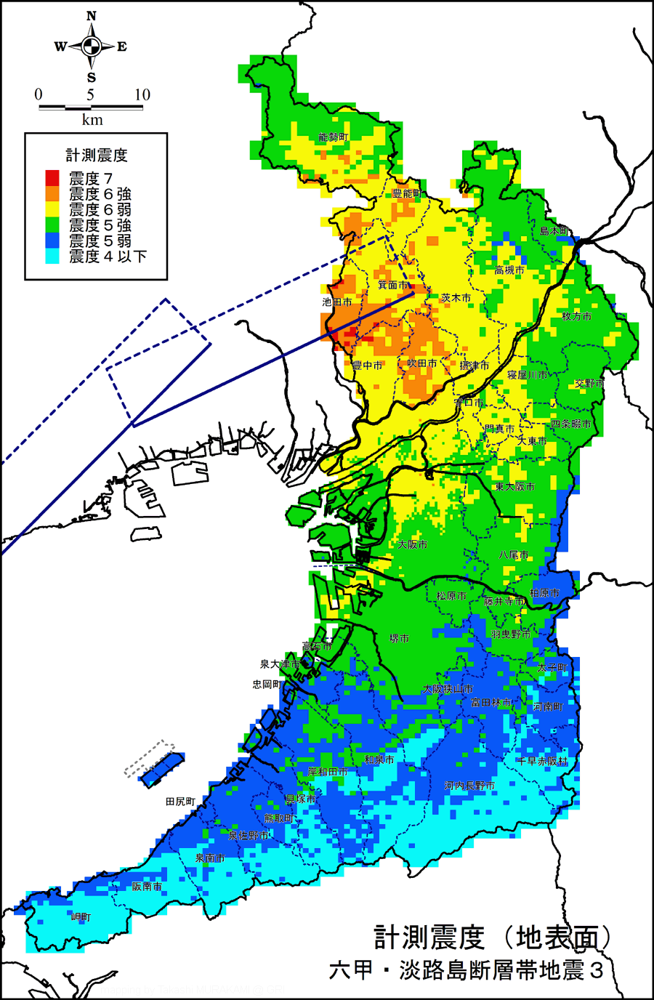 N
W E
S
0 5 10
km
計測震度
震度７
震度６強
震度６弱
震度５強
震度５弱
震度４以下
能勢町
豊能町
島本町
高槻市
箕面市
池田市
茨木市
枚方市
豊中市
吹田市
摂津市
寝屋川市
交野市
守口市
門真市
四条畷市
大東市
東大阪市
大阪市
八尾市
松原市
藤井寺市
柏原市
羽曳野市
堺市
高石市
泉大津市
太子町
忠岡町
大阪狭山市
富田林市
河南町
和泉市
千早赤阪村
岸和田市
河内長野市
貝塚市
田尻町
熊取町
泉佐野市
泉南市
阪南市
岬町
計測震度（地表面）
六甲・淡路島断層帯地震３